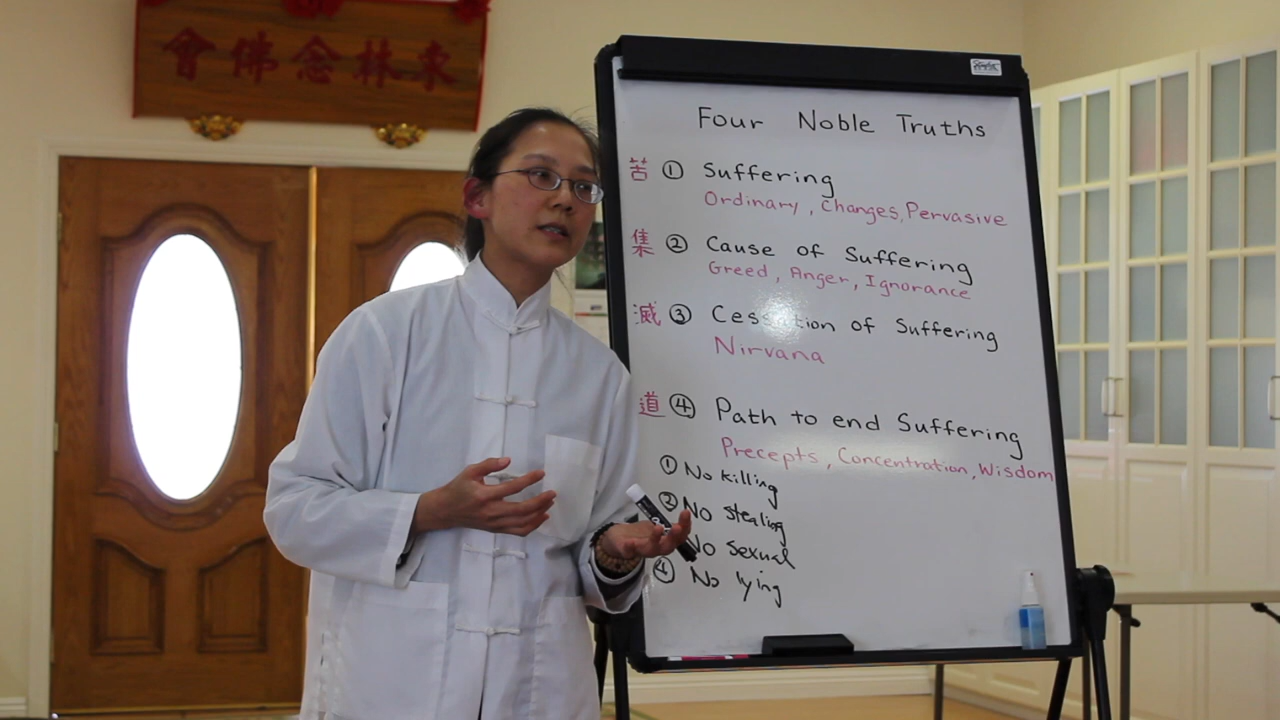 會佛念林東
Four Noble Truths
苦 ① Suffering
Ordinary, Changes, Pervasive
集 ② Cause of Suffering
Greed, Anger, Ignorance
滅 ③ Cessation of Suffering
Nirvana
道 ④ Path to end Suffering
Precepts, Concentration, Wisdom
① No killing
② No stealing
No sexual
④ No lying